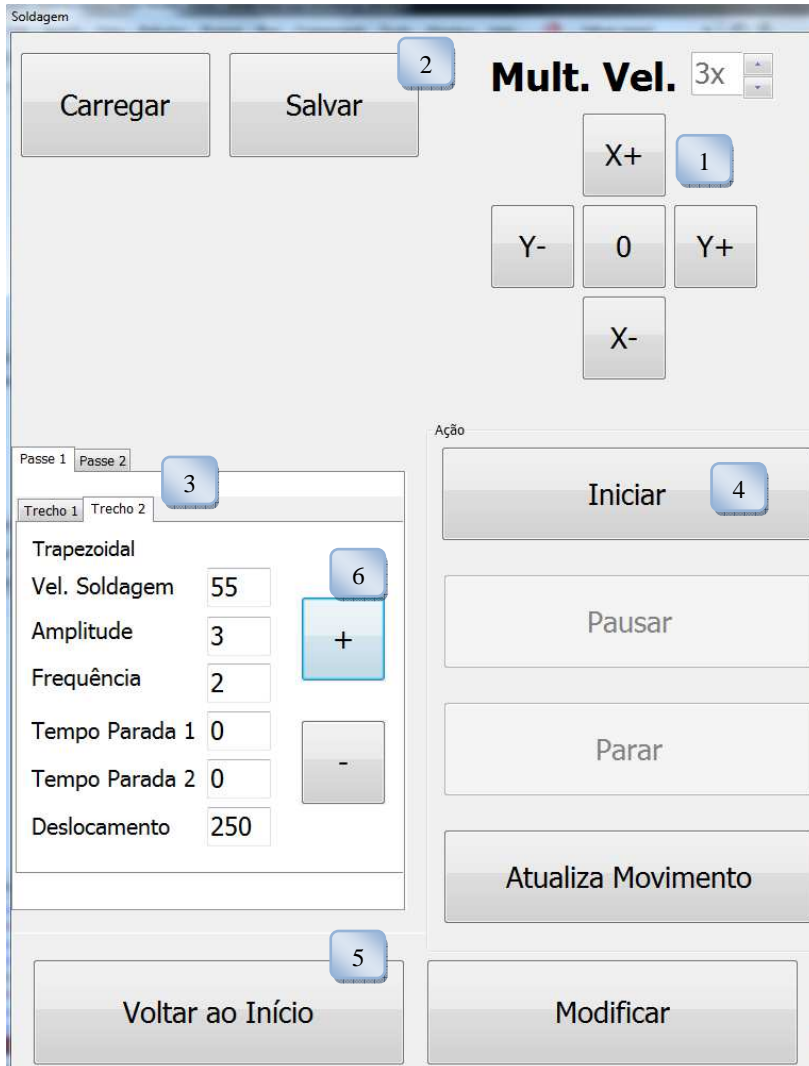 Soldagem
Carregar
Salvar
2
Mult. Vel. 3x
X+
1
Y-
0
Y+
X-
Passe 1 Passe 2
3
Trecho 1 Trecho 2
Trapezoidal
Vel. Soldagem 55
Amplitude 3
Frequência 2
Tempo Parada 1 0
Tempo Parada 2 0
Deslocamento 250
6
+
-
Ação
Iniciar
4
Pausar
Parar
Atualiza Movimento
5
Voltar ao Início
Modificar